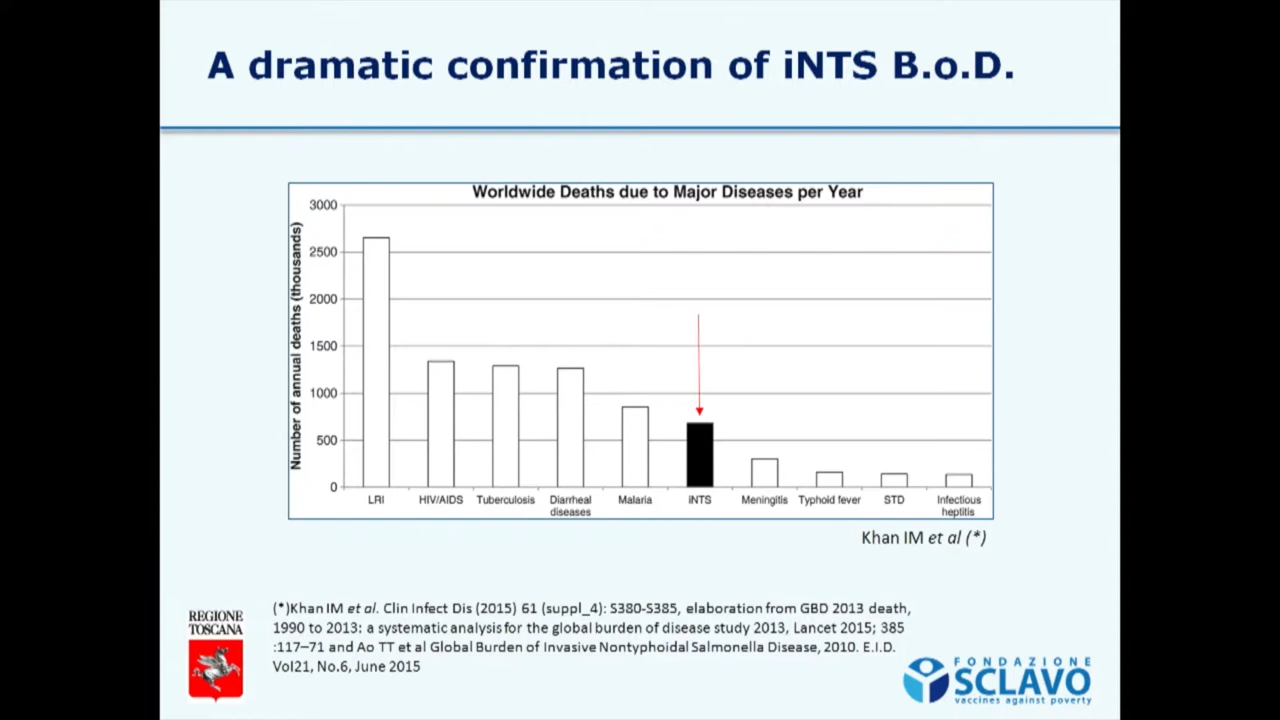 A dramatic confirmation of iNTS B.o.D.
Worldwide Deaths due to Major Diseases per Year
Number of annual deaths (thousands)
3000
2500
2000
1500
1000
500
0
LRI
HIV/AIDS
Tuberculosis
Diarrheal
diseases
Malaria
iNTS
Meningitis
Typhoid fever
STD
Infectious
heptitis
Khan IM et al (*)
(*)Khan IM et al. Clin Infect Dis (2015) 61 (suppl_4): S380-S385, elaboration from GBD 2013 death,
1990 to 2013: a systematic analysis for the global burden of disease study 2013, Lancet 2015; 385
:117–71 and Ao TT et al Global Burden of Invasive Nontyphoidal Salmonella Disease, 2010. E.I.D.
Vol21, No.6, June 2015
REGIONE
TOSCANA
FONDAZIONE
SCLAVO
vaccines against poverty